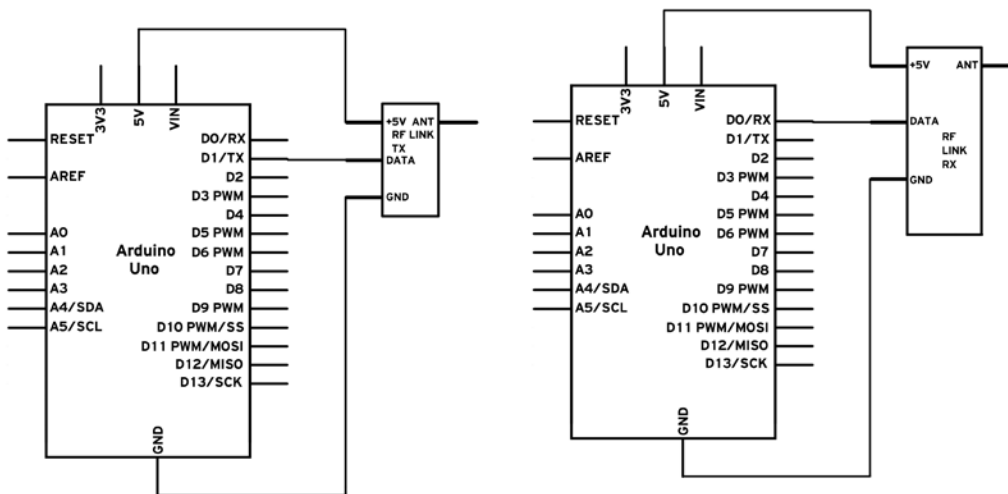 3V3
5V
VIN
RESET
AREF
A0
A1
A2
A3
A4/SDA
A5/SCL
Arduino
Uno
D0/RX
D1/TX
D2
D3 PWM
D4
D5 PWM
D6 PWM
D7
D8
D9 PWM
D10 PWM/SS
D11 PWM/MOSI
D12/MISO
D13/SCK
GND
+5V ANT
RF LINK
TX
DATA
GND
3V3
5V
VIN
RESET
AREF
A0
A1
A2
A3
A4/SDA
A5/SCL
Arduino
Uno
D0/RX
D1/TX
D2
D3 PWM
D4
D5 PWM
D6 PWM
D7
D8
D9 PWM
D10 PWM/SS
D11 PWM/MOSI
D12/MISO
D13/SCK
GND
+5V ANT
DATA
RF
LINK
RX
GND